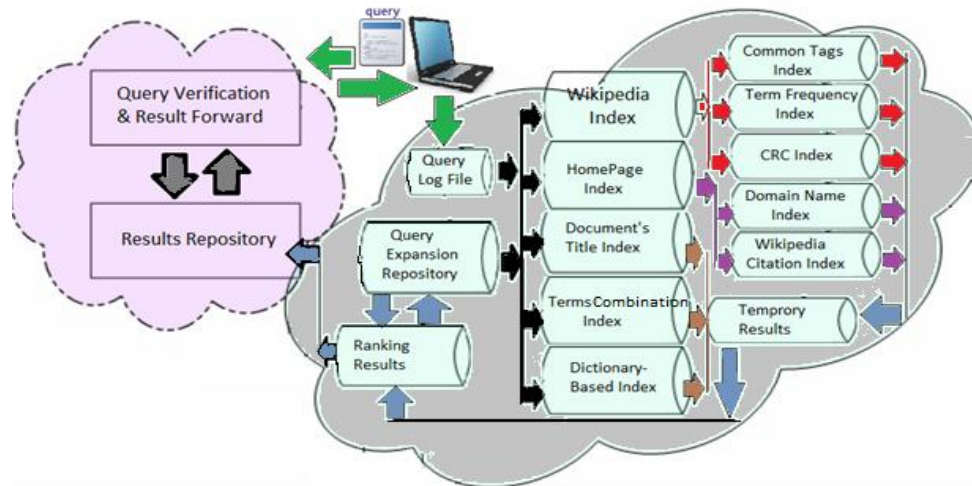 query
Query Verification
& Result Forward
Results Repository
Query
Log File
Query
Expansion
Repository
Ranking
Results
Wikipedia
Index
HomePage
Index
Document's
Title Index
TermsCombination
Index
Dictionary-
Based Index
Common Tags
Index
Term Frequency
Index
CRC Index
Domain Name
Index
Wikipedia
Citation Index
Temprory
Results